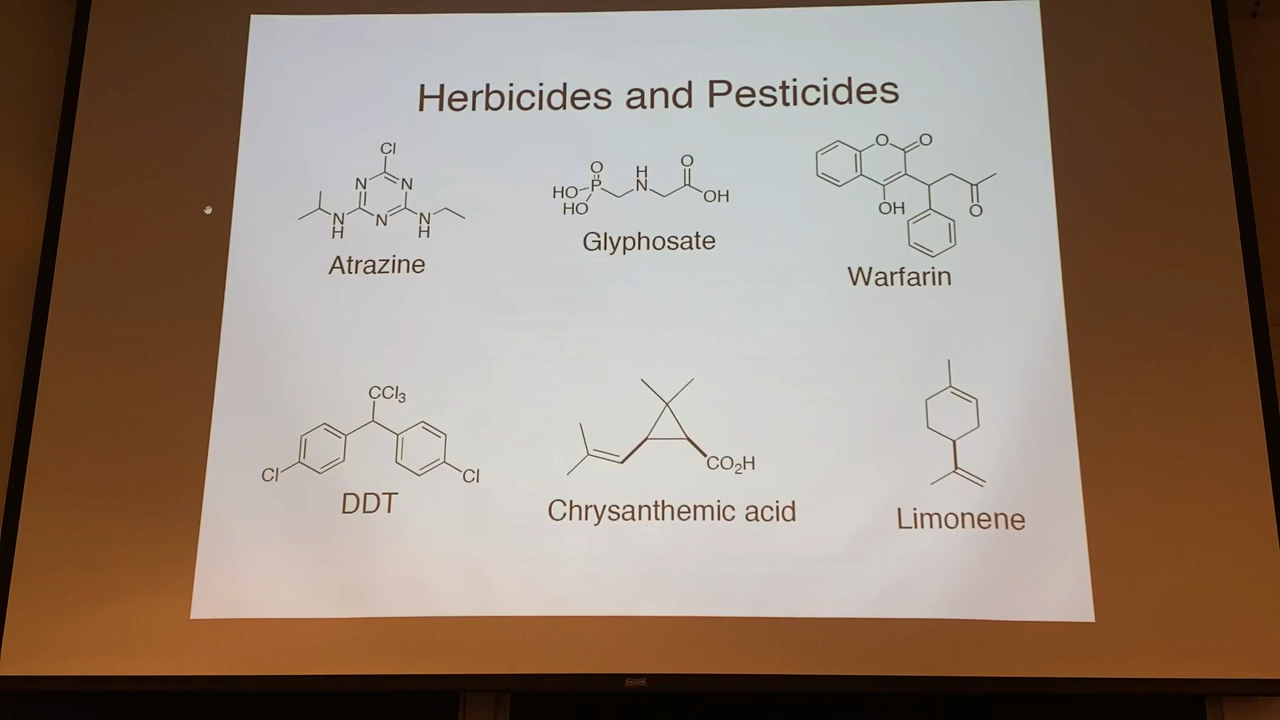 Herbicides and Pesticides
Cl
N N
N
N
H
N
H
Atrazine
O
HO P
HO
H
N
O
OH
Glyphosate
O O
OH
O
Warfarin
CCl3
Cl Cl
DDT
CO2H
Chrysanthemic acid
Limonene